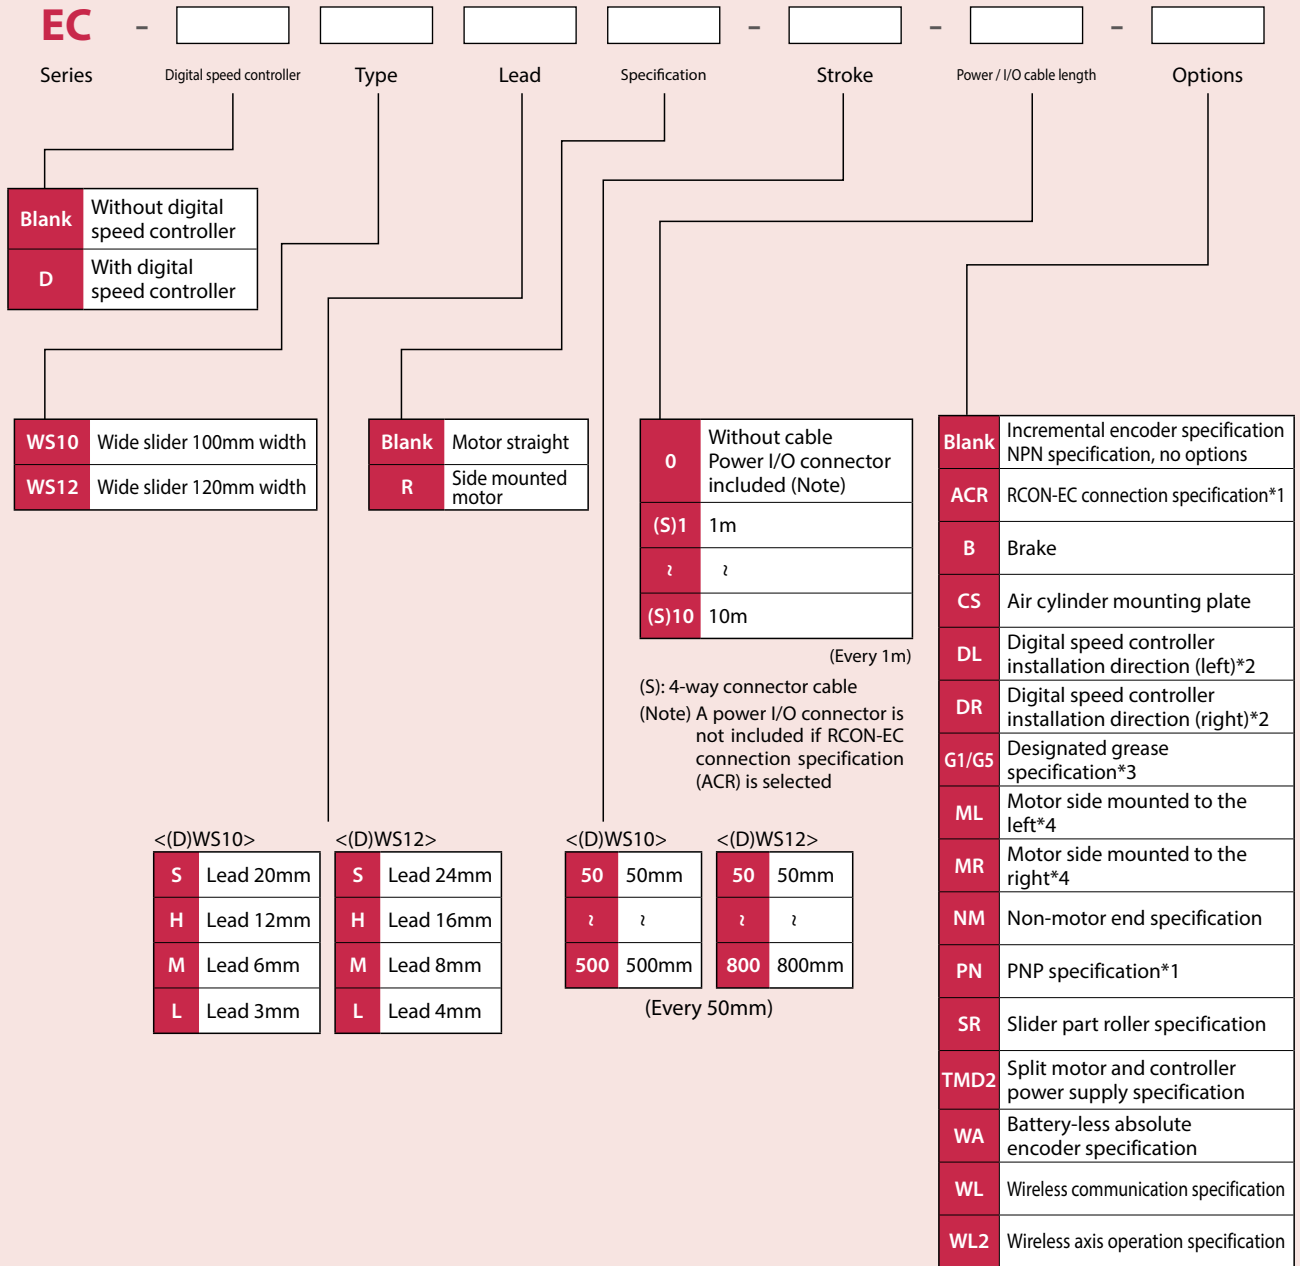 EC - - - -
Series Digital speed controller Type Lead Specification Stroke Power / I/O cable length Options
Blank Without digital
speed controller
D With digital
speed controller
WS10 Wide slider 100mm width
WS12 Wide slider 120mm width
Blank Motor straight
R Side mounted
motor
0 Without cable
Power I/O connector
included (Note)
(S)1 1m
~ ~
(S)10 10m
(Every 1m)
(S): 4-way connector cable
(Note) A power I/O connector is
not included if RCON-EC
connection specification
(ACR) is selected
<(D)WS10>
S Lead 20mm
H Lead 12mm
M Lead 6mm
L Lead 3mm
<(D)WS12>
S Lead 24mm
H Lead 16mm
M Lead 8mm
L Lead 4mm
<(D)WS10>
50 50mm
~ ~
500 500mm
<(D)WS12>
50 50mm
~ ~
800 800mm
(Every 50mm)
Blank Incremental encoder specification
NPN specification, no options
ACR RCON-EC connection specification*1
B Brake
CS Air cylinder mounting plate
DL Digital speed controller
installation direction (left)*2
DR Digital speed controller
installation direction (right)*2
G1/G5 Designated grease
specification*3
ML Motor side mounted to the
left*4
MR Motor side mounted to the
right*4
NM Non-motor end specification
PN PNP specification*1
SR Slider part roller specification
TMD2 Split motor and controller
power supply specification
WA Battery-less absolute
encoder specification
WL Wireless communication specification
WL2 Wireless axis operation specification